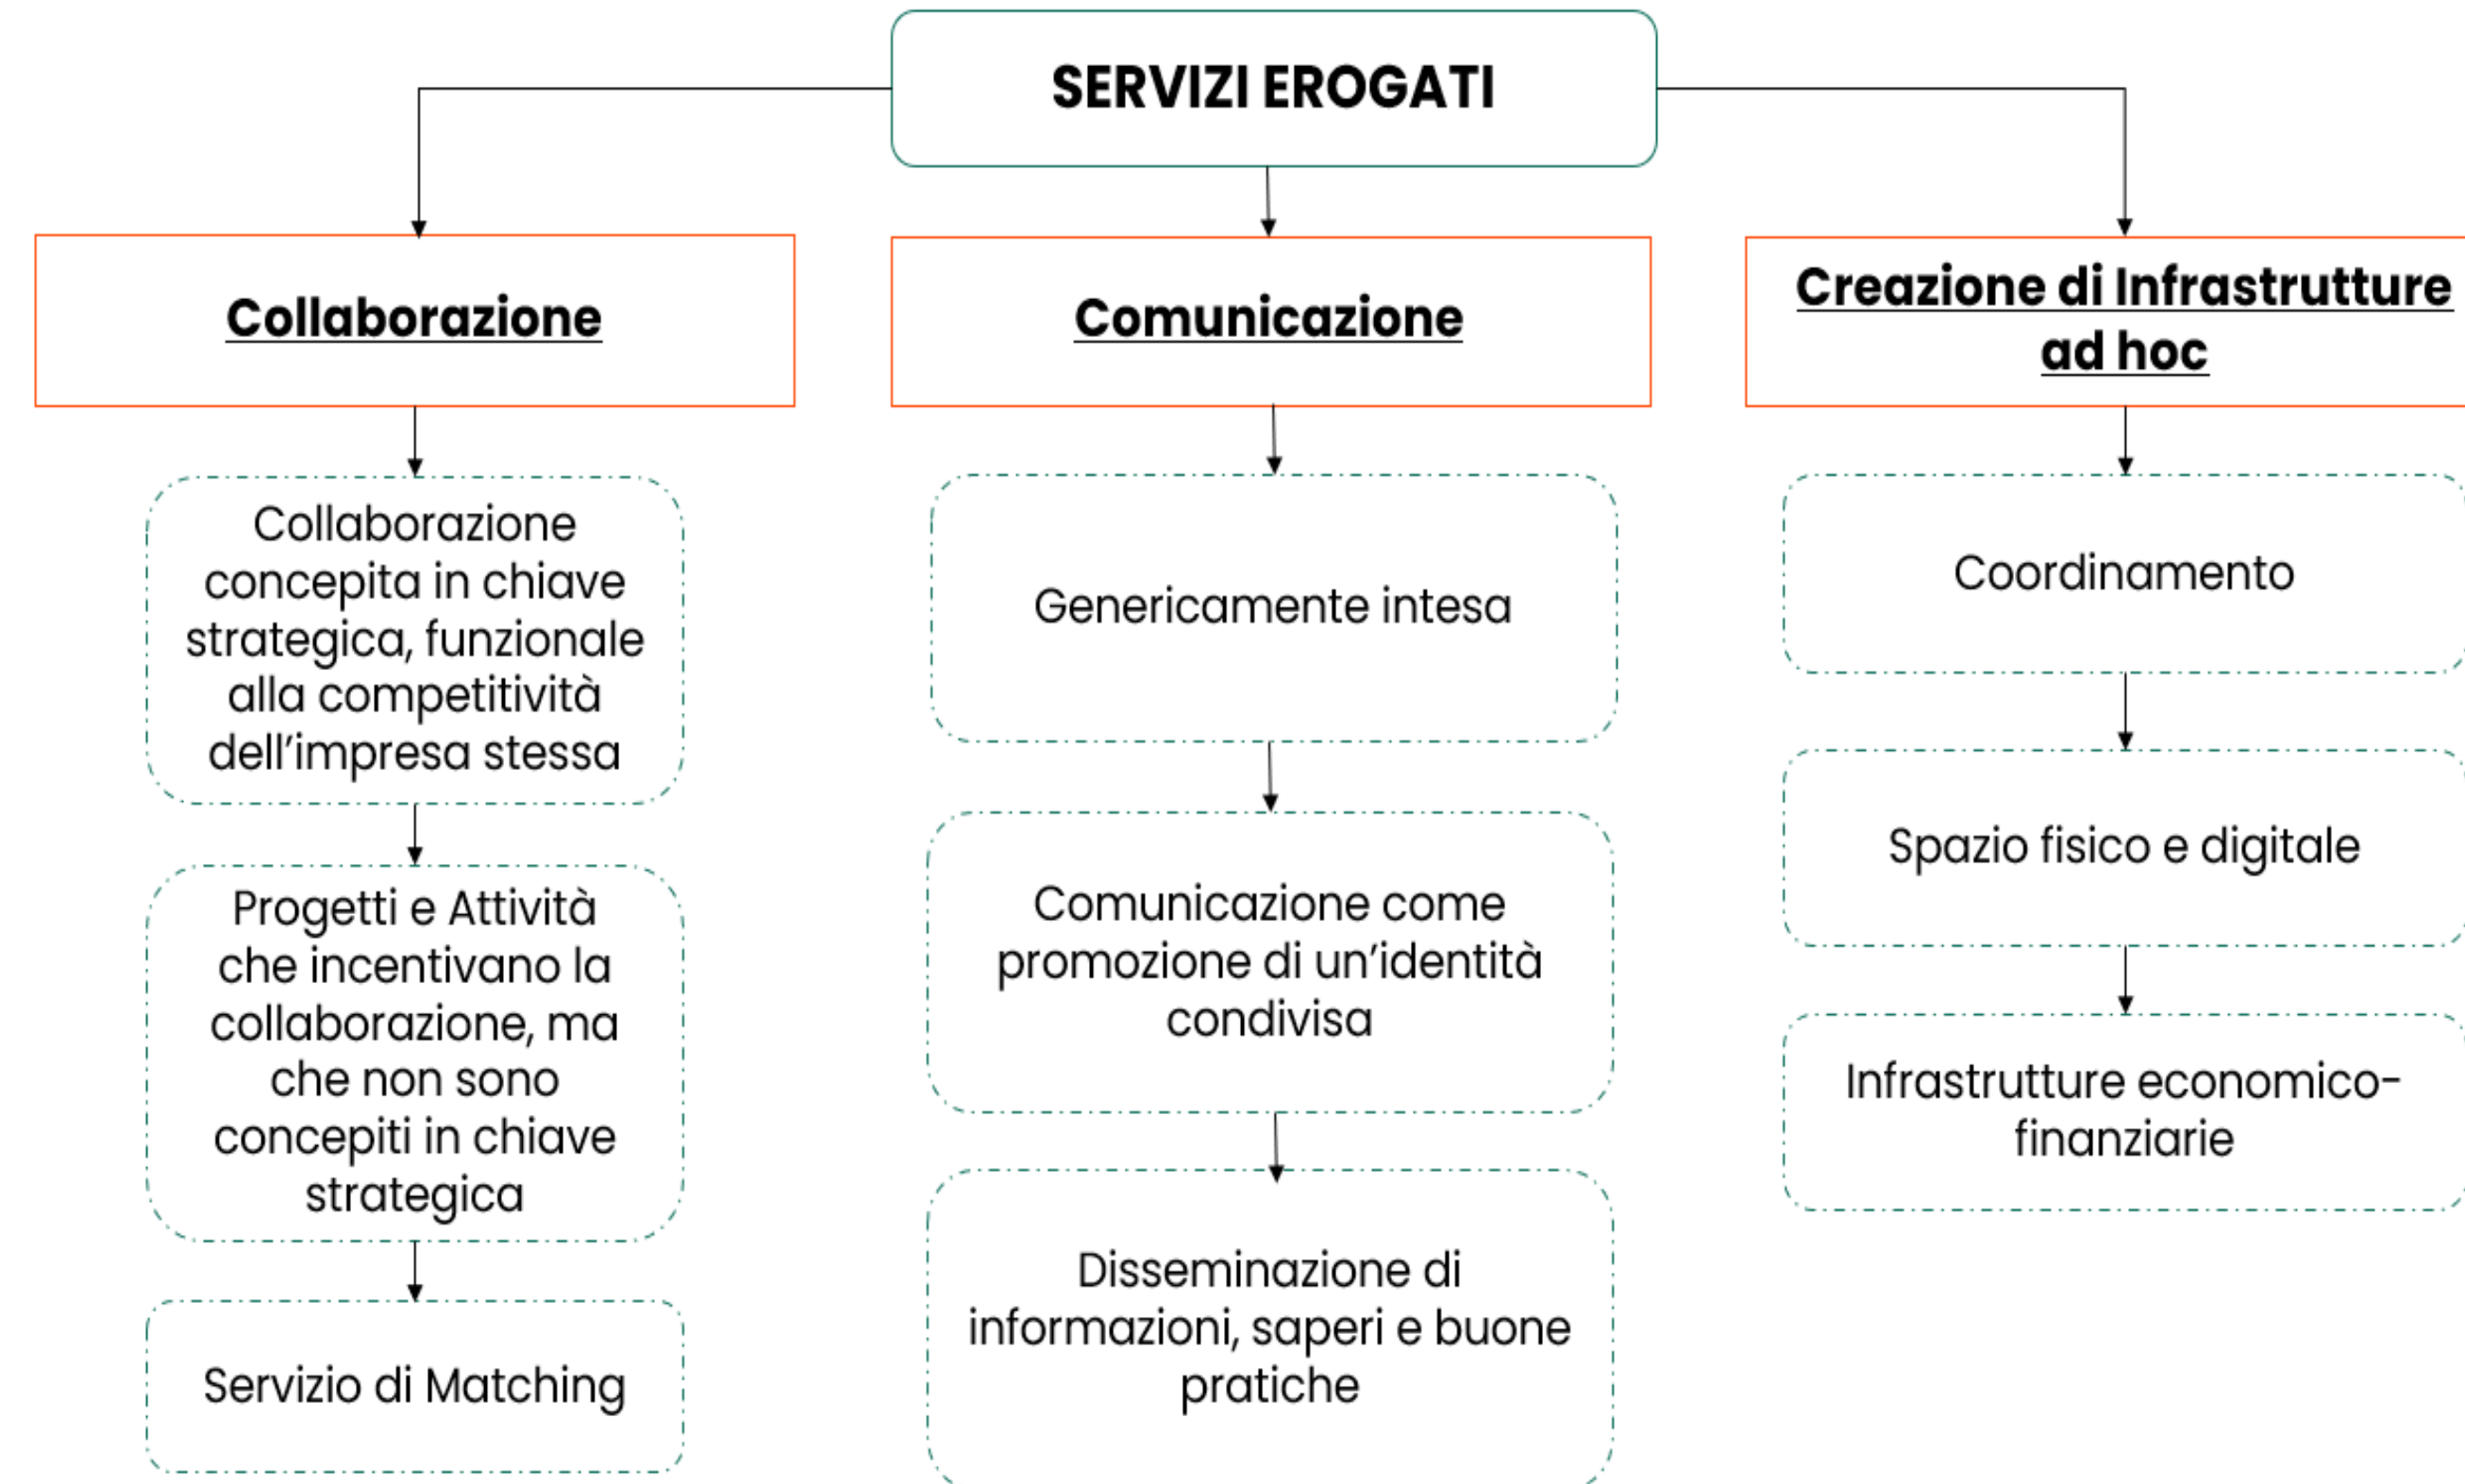 SERVIZI EROGATI
Collaborazione
Collaborazione
concepita in chiave
strategica, funzionale
alla competitività
dell’impresa stessa
Progetti e Attività
che incentivano la
collaborazione, ma
che non sono
concepiti in chiave
strategica
Servizio di Matching
Comunicazione
Genericamente intesa
Comunicazione come
promozione di un’identità
condivisa
Disseminazione di
informazioni, saperi e buone
pratiche
Creazione di Infrastrutture
ad hoc
Coordinamento
Spazio fisico e digitale
Infrastrutture economico-
finanziarie